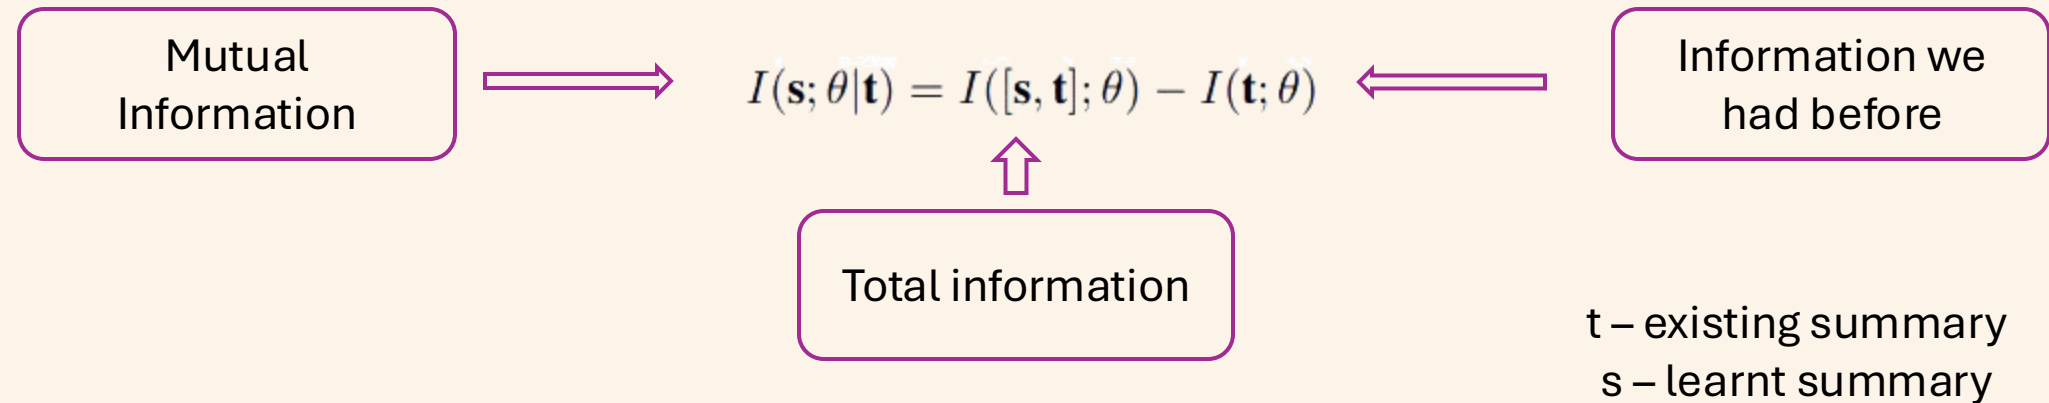 Mutual
Information
I(s; θ|t) = I([s, t]; θ) − I(t; θ)
Information we
had before
Total information
t – existing summary
s – learnt summary